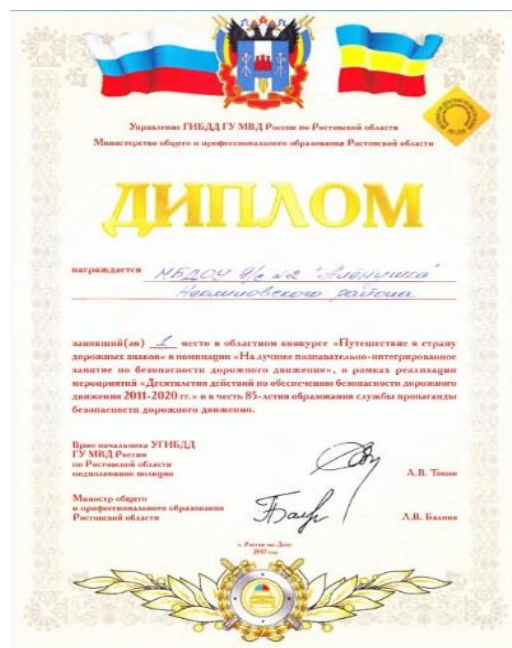 Управление ГИБДД ГУ МВД России по Ростовской области
Министерство общего и профессионального образования Ростовской области
ДИПЛОМ
награждается МБДОУ д/с №2 "Алёнушка"
Неклиновского района
занявший(ая) 1 место в областном конкурсе «Путешествие в страну
дорожных знаков» в номинации «На лучшее познавательно-интегрированное
занятие по безопасности дорожного движения», в рамках реализации
мероприятий «Десятилетия действий по обеспечению безопасности дорожного
движения 2011-2020 гг.» и в честь 85-летия образования службы пропаганды
безопасности дорожного движения.
Врио начальника УГИБДД
ГУ МВД России
по Ростовской области
подполковник полиции
А.В.
Министр общего
и профессионального образования
Ростовской области
Л.В. Балина
г. Ростов-на-Дону
2017 год